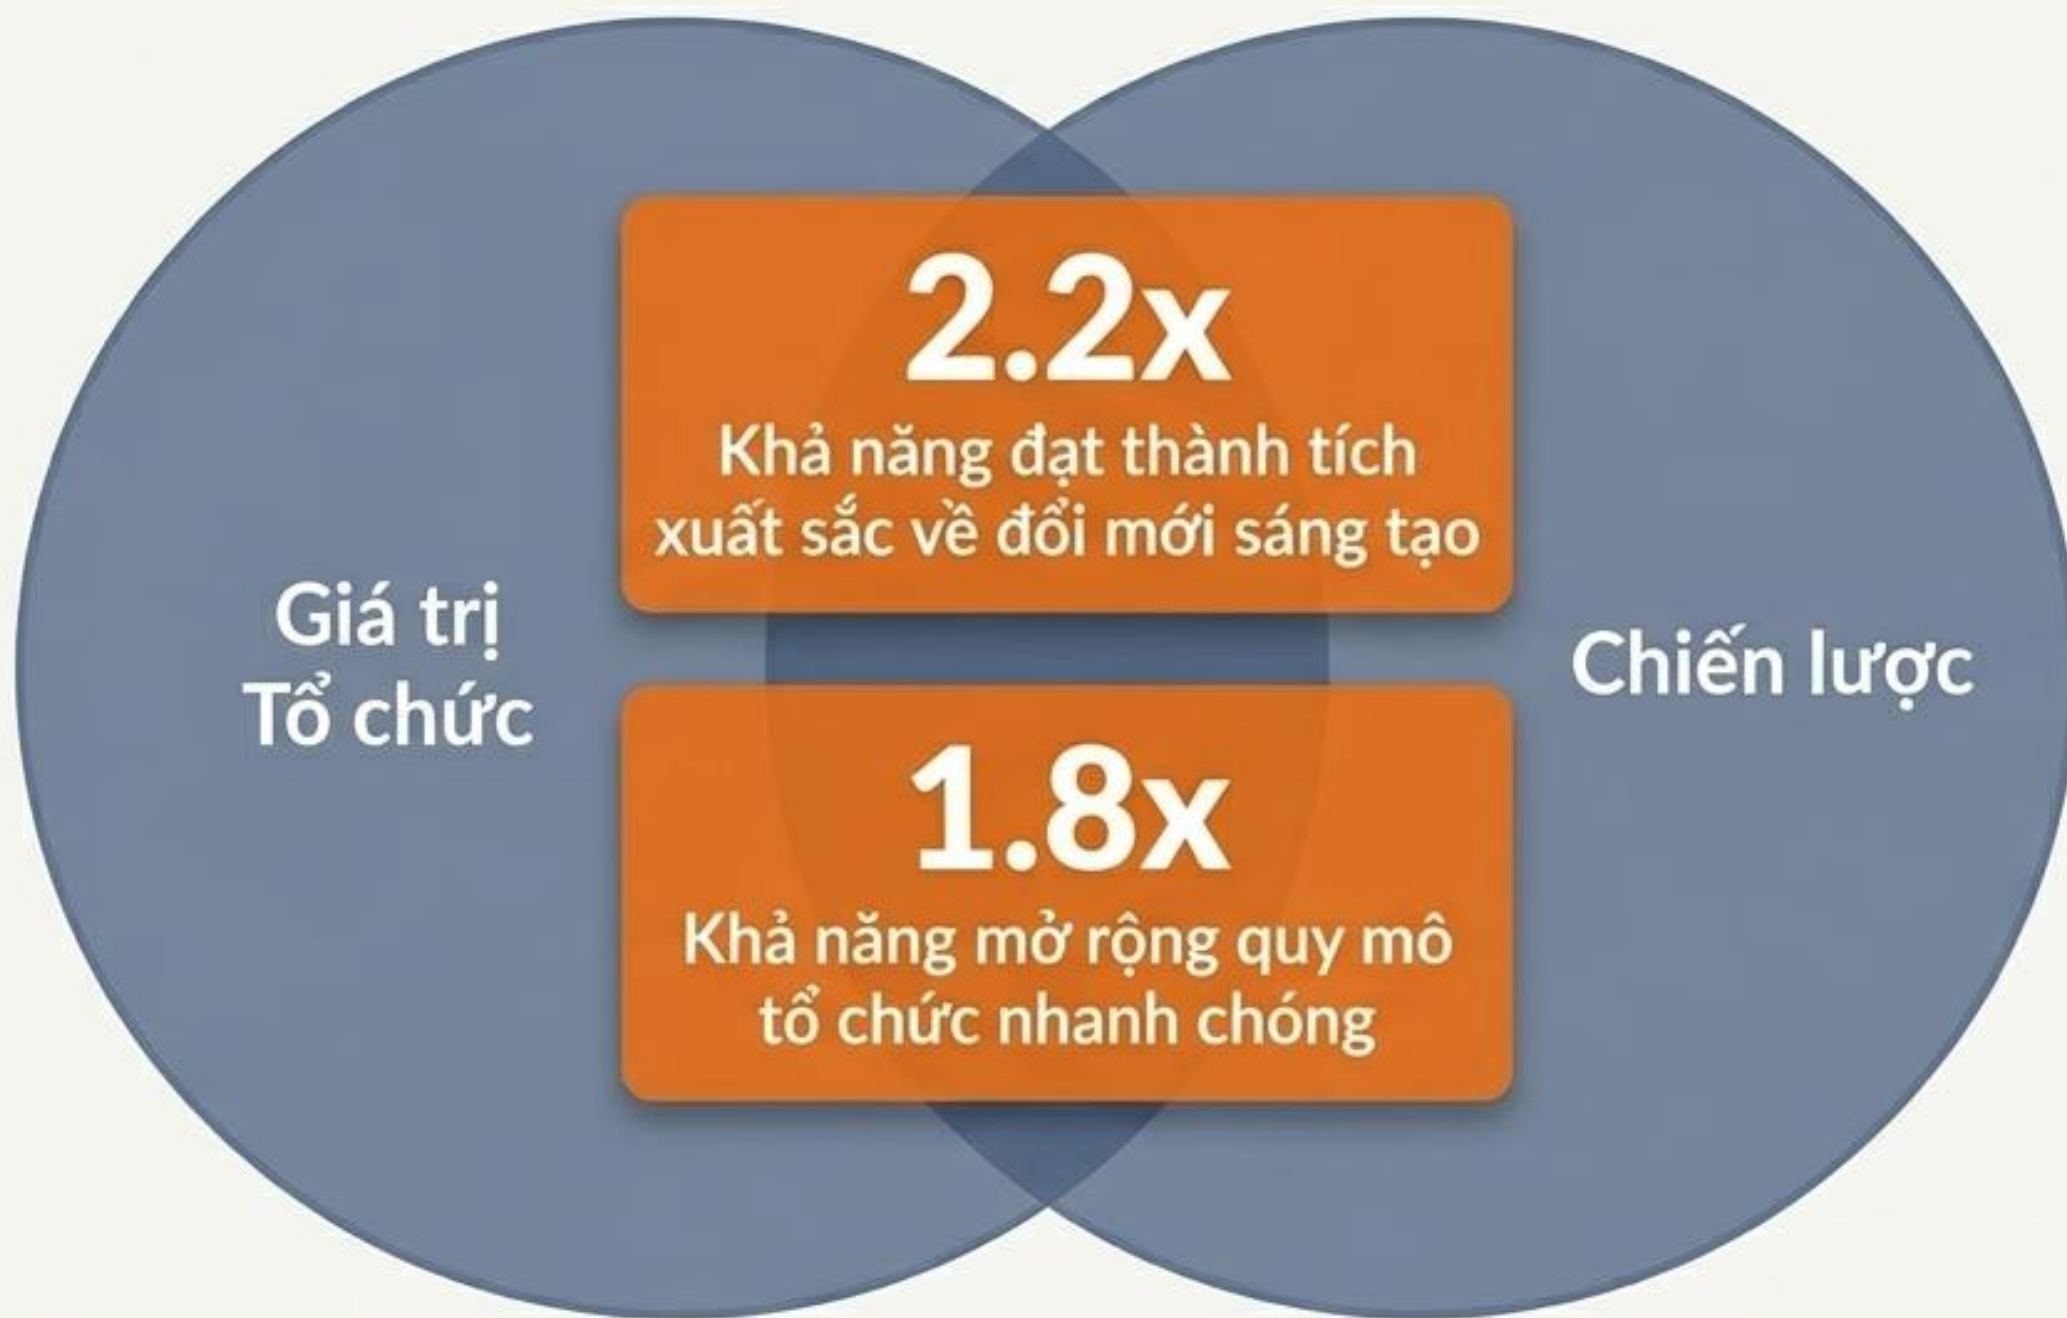 Giá trị
Tổ chức
2.2x
Khả năng đạt thành tích
xuất sắc về đổi mới sáng tạo
1.8x
Khả năng mở rộng quy mô
tổ chức nhanh chóng
Chiến lược